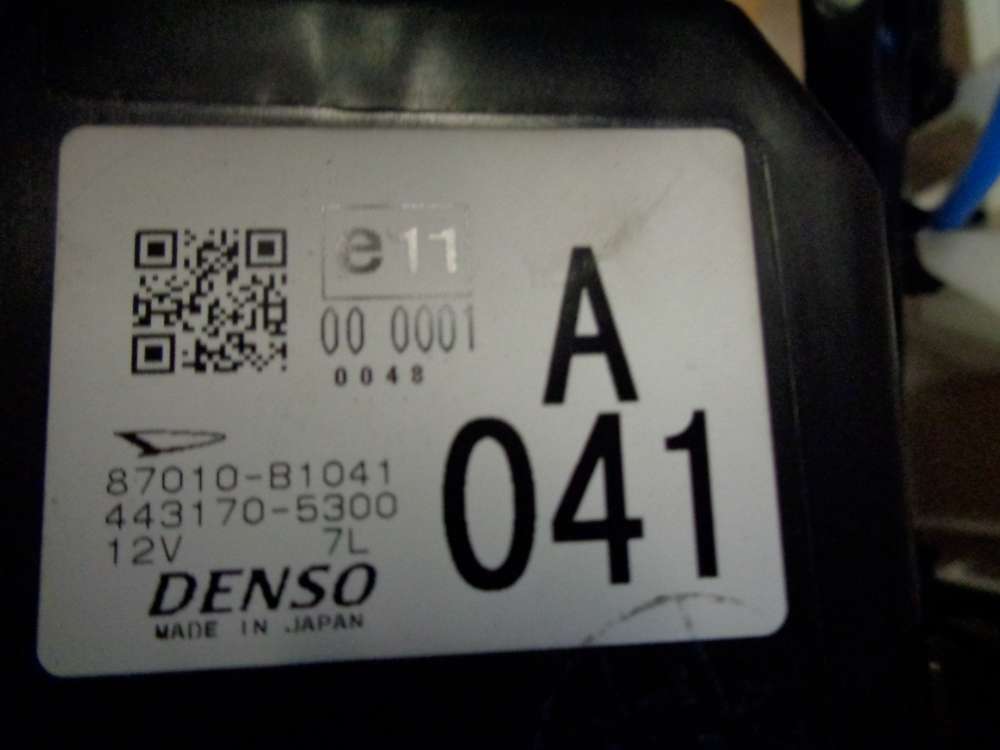 e11
00 0001
0048
A
041
87010-B1041
443170-5300
12V 7L
DENSO
MADE IN JAPAN